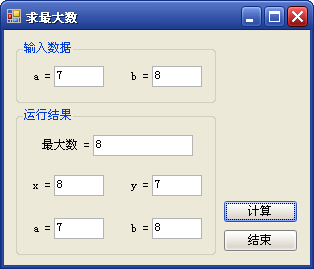 求最大数
输入数据
a = 7 b = 8
运行结果
最大数 = 8
x = 8 y = 7
a = 7 b = 8
计算
结束